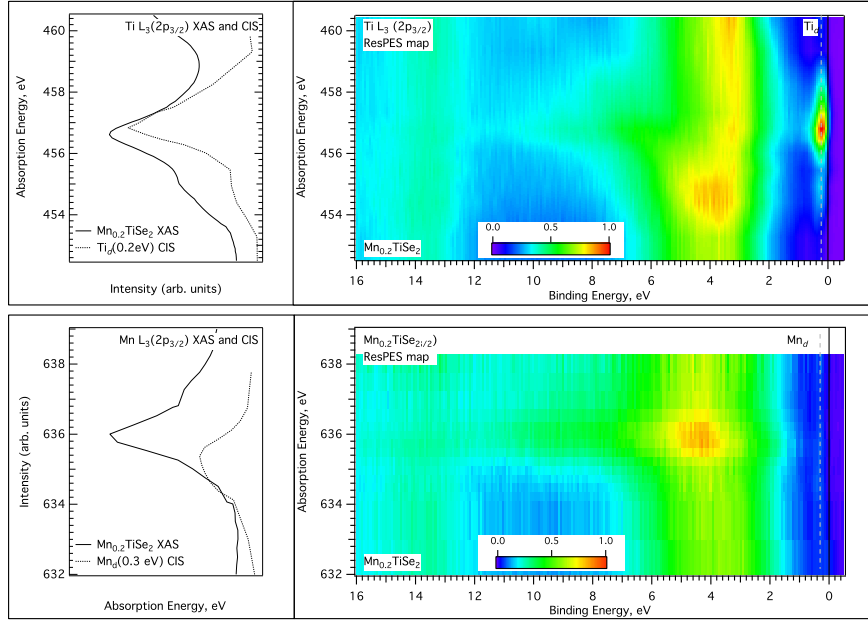 Ti L3(2p3/2) XAS and CIS
460
458
456
454
Absorption Energy, eV
Mn0.2TiSe2 XAS
Tid(0.2eV) CIS
Intensity (arb. units)
Ti L3 (2p3/2)
ResPES map
Tid
460
458
456
454
Absorption Energy, eV
0.0 0.5 1.0
Mn0.2TiSe2
16 14 12 10 8 6 4 2 0
Binding Energy, eV
Mn L3(2p3/2) XAS and CIS
638
636
634
632
Intensity (arb. units)
Mn0.2TiSe2 XAS
Mnd(0.3 eV) CIS
Absorption Energy, eV
Mn0.2TiSe2;/2)
ResPES map
Mnd
638
636
634
632
Absorption Energy, eV
0.0 0.5 1.0
Mn0.2TiSe2
16 14 12 10 8 6 4 2 0
Binding Energy, eV